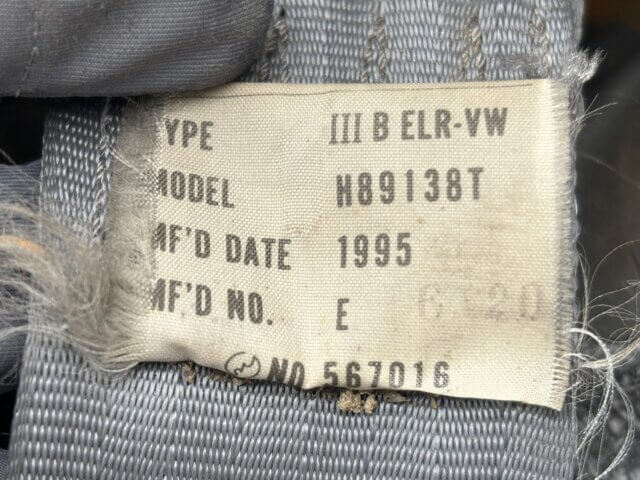 YPE III B ELR-VW
MODEL H89138T
MF'D DATE 1995
MF'D NO. E
NO 567016